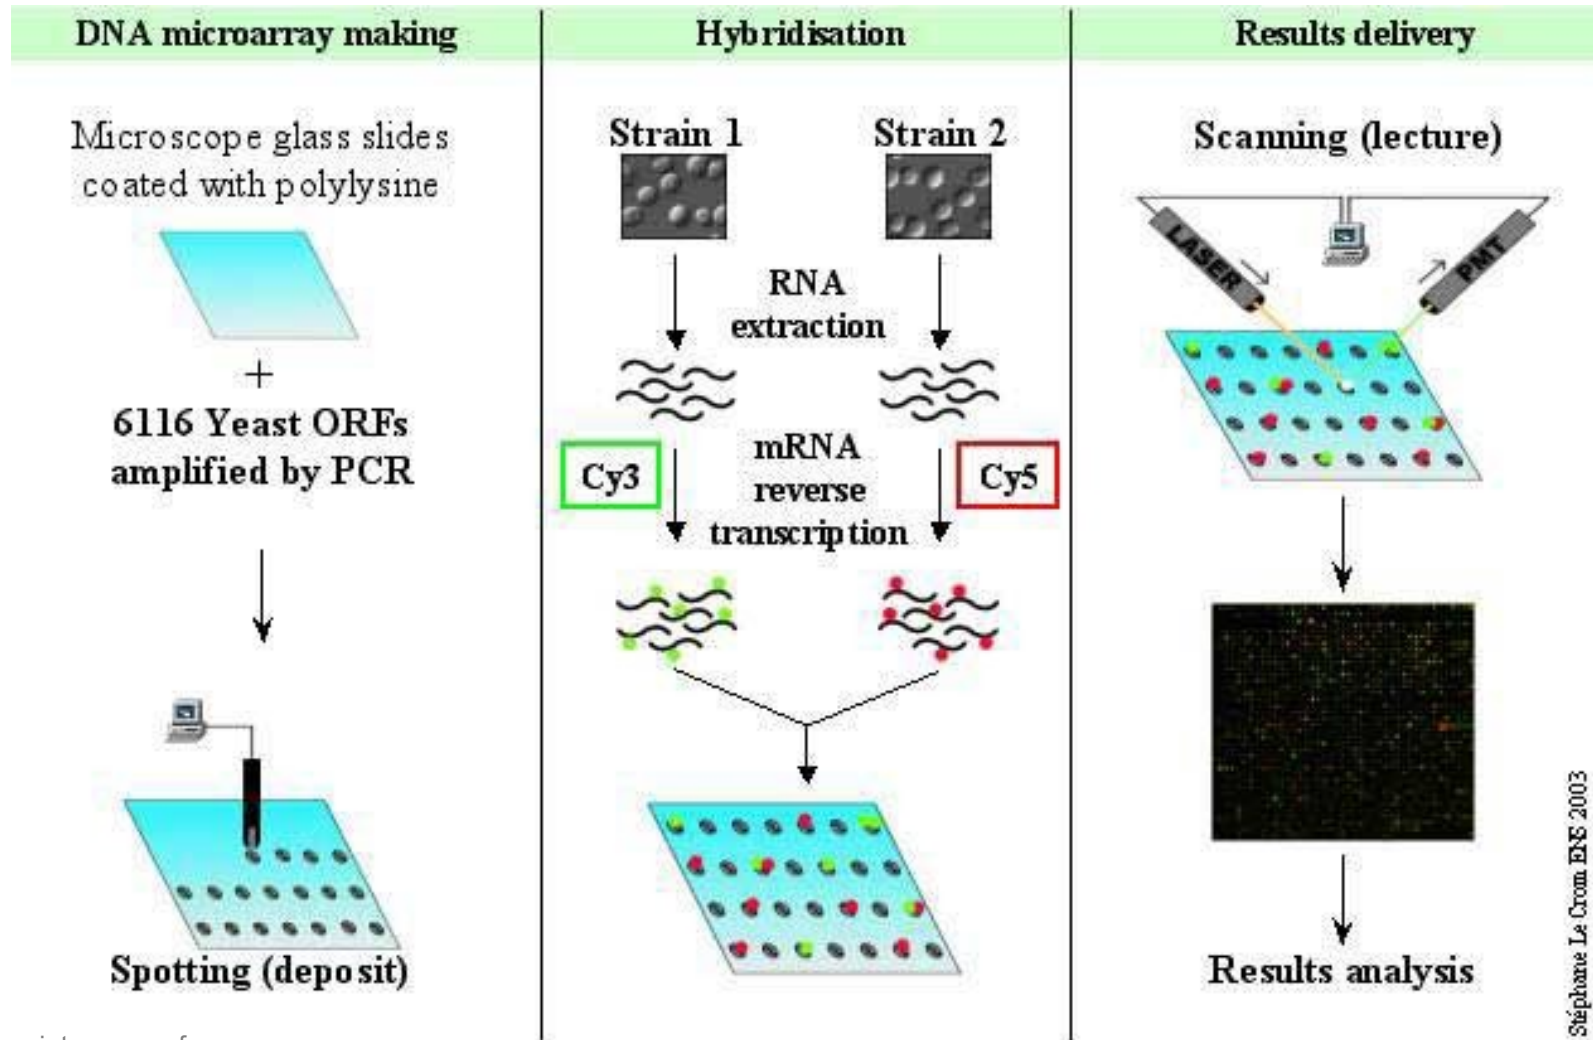 DNA microarray making
Microscope glass slides
coated with polylysine
+
6116 Yeast ORFs
amplified by PCR
Spotting (deposit)
Hybridisation
Strain 1
Strain 2
RNA
extraction
Cy3
mRNA
reverse
transcription
Cy5
Results delivery
Scanning (lecture)
LASER
PMT
Results analysis
Stéphane Le Crom ENS 2003